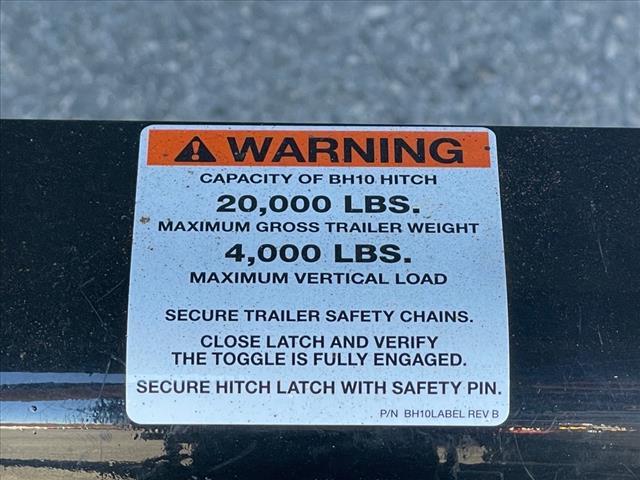 WARNING
CAPACITY OF BH10 HITCH
20,000 LBS.
MAXIMUM GROSS TRAILER WEIGHT
4,000 LBS.
MAXIMUM VERTICAL LOAD
SECURE TRAILER SAFETY CHAINS.
CLOSE LATCH AND VERIFY
THE TOGGLE IS FULLY ENGAGED.
SECURE HITCH LATCH WITH SAFETY PIN.
P/N BH10LABEL REV B